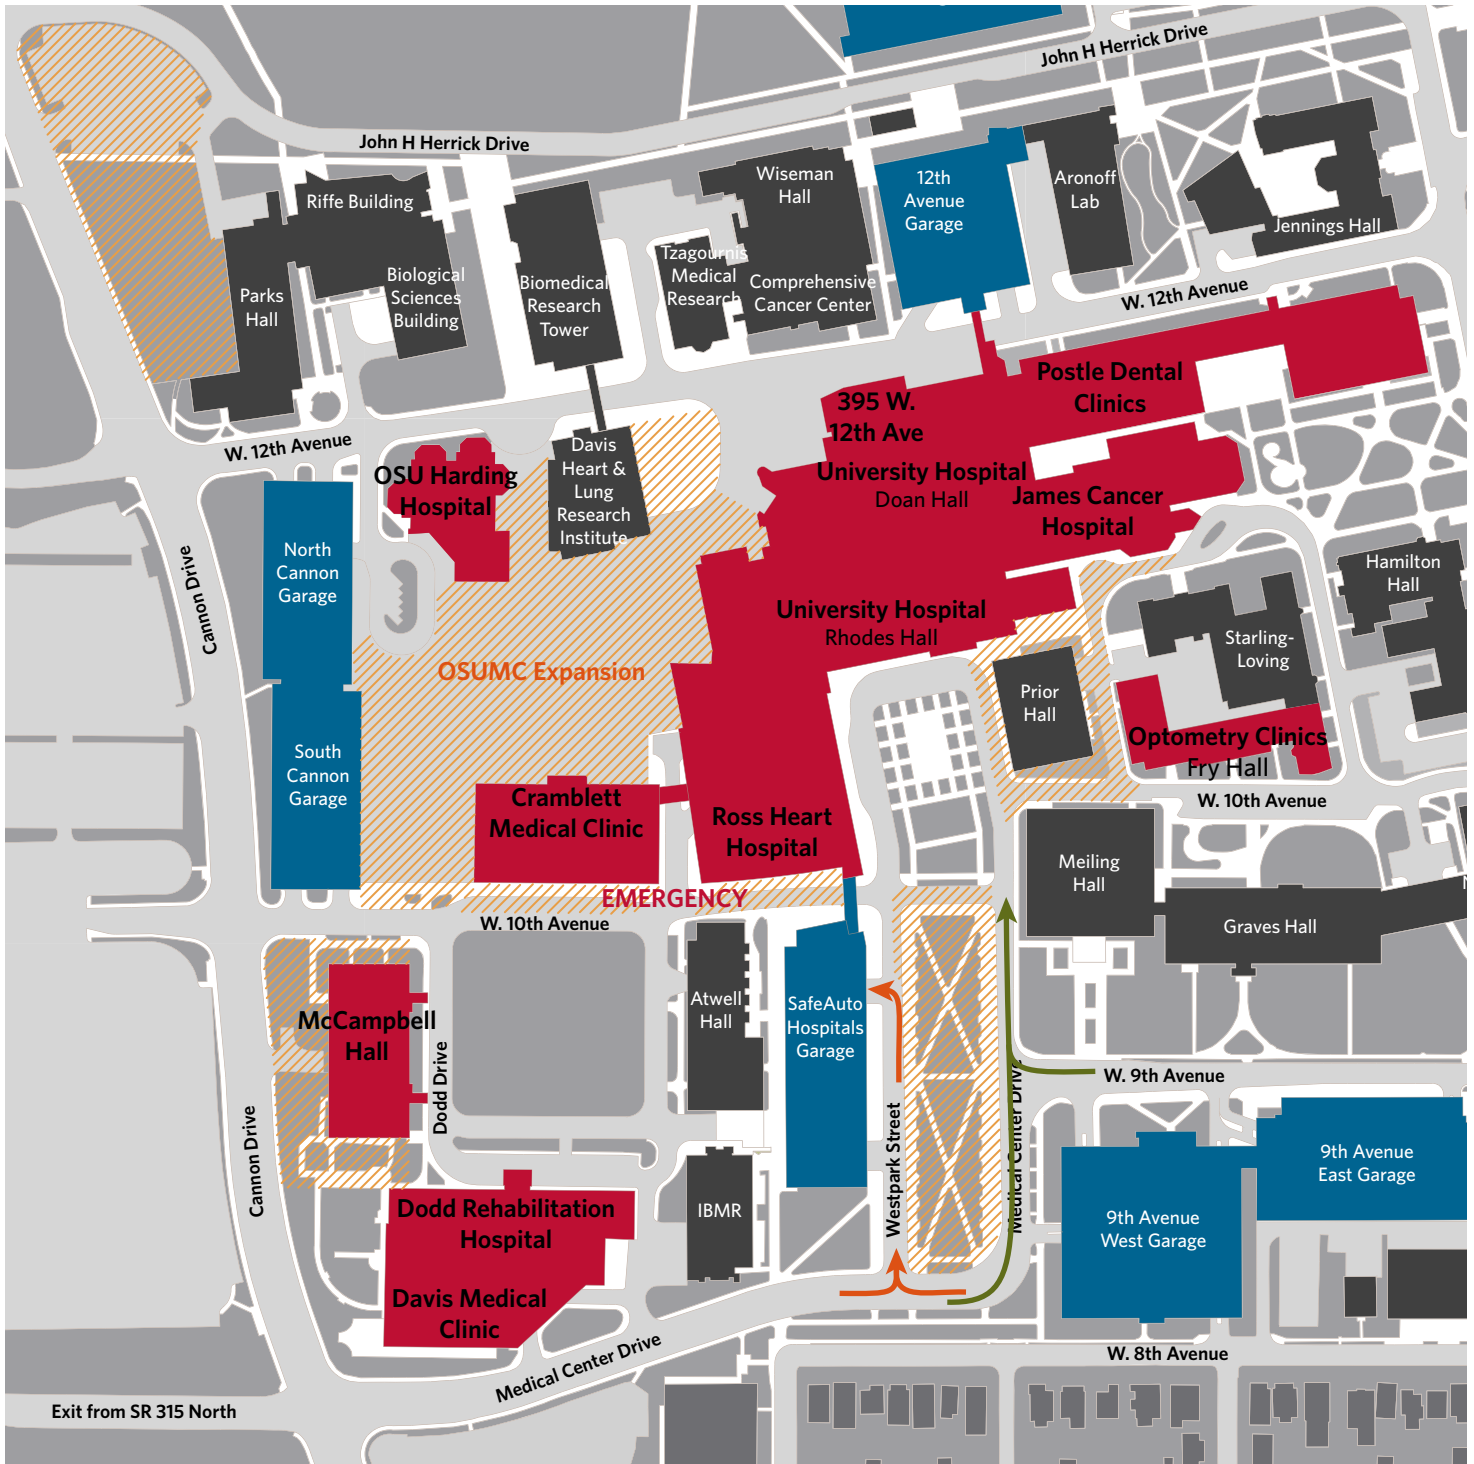 John H Herrick Drive
John H Herrick Drive
Riffe Building
Biological
Sciences
Building
Parks
Hall
Biomedical
Research
Tower
Tzagournis
Medical
Research
Wiseman
Hall
Comprehensive
Cancer Center
12th
Avenue
Garage
Aronoff
Lab
Jennings Hall
W. 12th Avenue
W. 12th Avenue
Postle Dental
Clinics
395 W.
12th Ave
University Hospital
Doan Hall
James Cancer
Hospital
OSU Harding
Hospital
Davis
Heart &
Lung
Research
Institute
North
Cannon
Garage
Cannon Drive
University Hospital
Rhodes Hall
OSUMC Expansion
Hamilton
Hall
Starling-
Loving
Prior
Hall
Optometry Clinics
Fry Hall
South
Cannon
Garage
Cramblett
Medical Clinic
Ross Heart
Hospital
W. 10th Avenue
Meiling
Hall
EMERGENCY
W. 10th Avenue
Graves Hall
Atwell
Hall
SafeAuto
Hospitals
Garage
McCampbell
Hall
Dodd Drive
W. 9th Avenue
Cannon Drive
Westpark Street
Medical Center Drive
9th Avenue
East Garage
9th Avenue
West Garage
IBMR
Dodd Rehabilitation
Hospital
Davis Medical
Clinic
Medical Center Drive
W. 8th Avenue
Exit from SR 315 North